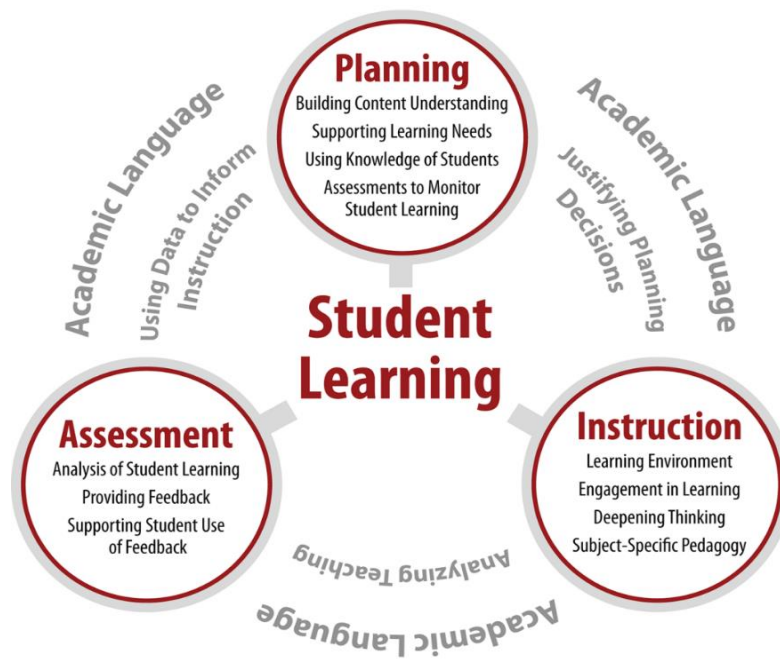 Planning
Building Content Understanding
Supporting Learning Needs
Using Knowledge of Students
Assessments to Monitor
Student Learning
Academic Language
Using Data to Inform
Instruction
Academic Language
Justifying Planning
Decisions
Student
Learning
Assessment
Analysis of Student Learning
Providing Feedback
Supporting Student Use
of Feedback
Instruction
Learning Environment
Engagement in Learning
Deepening Thinking
Subject-Specific Pedagogy
Analyzing Teaching
Academic Language